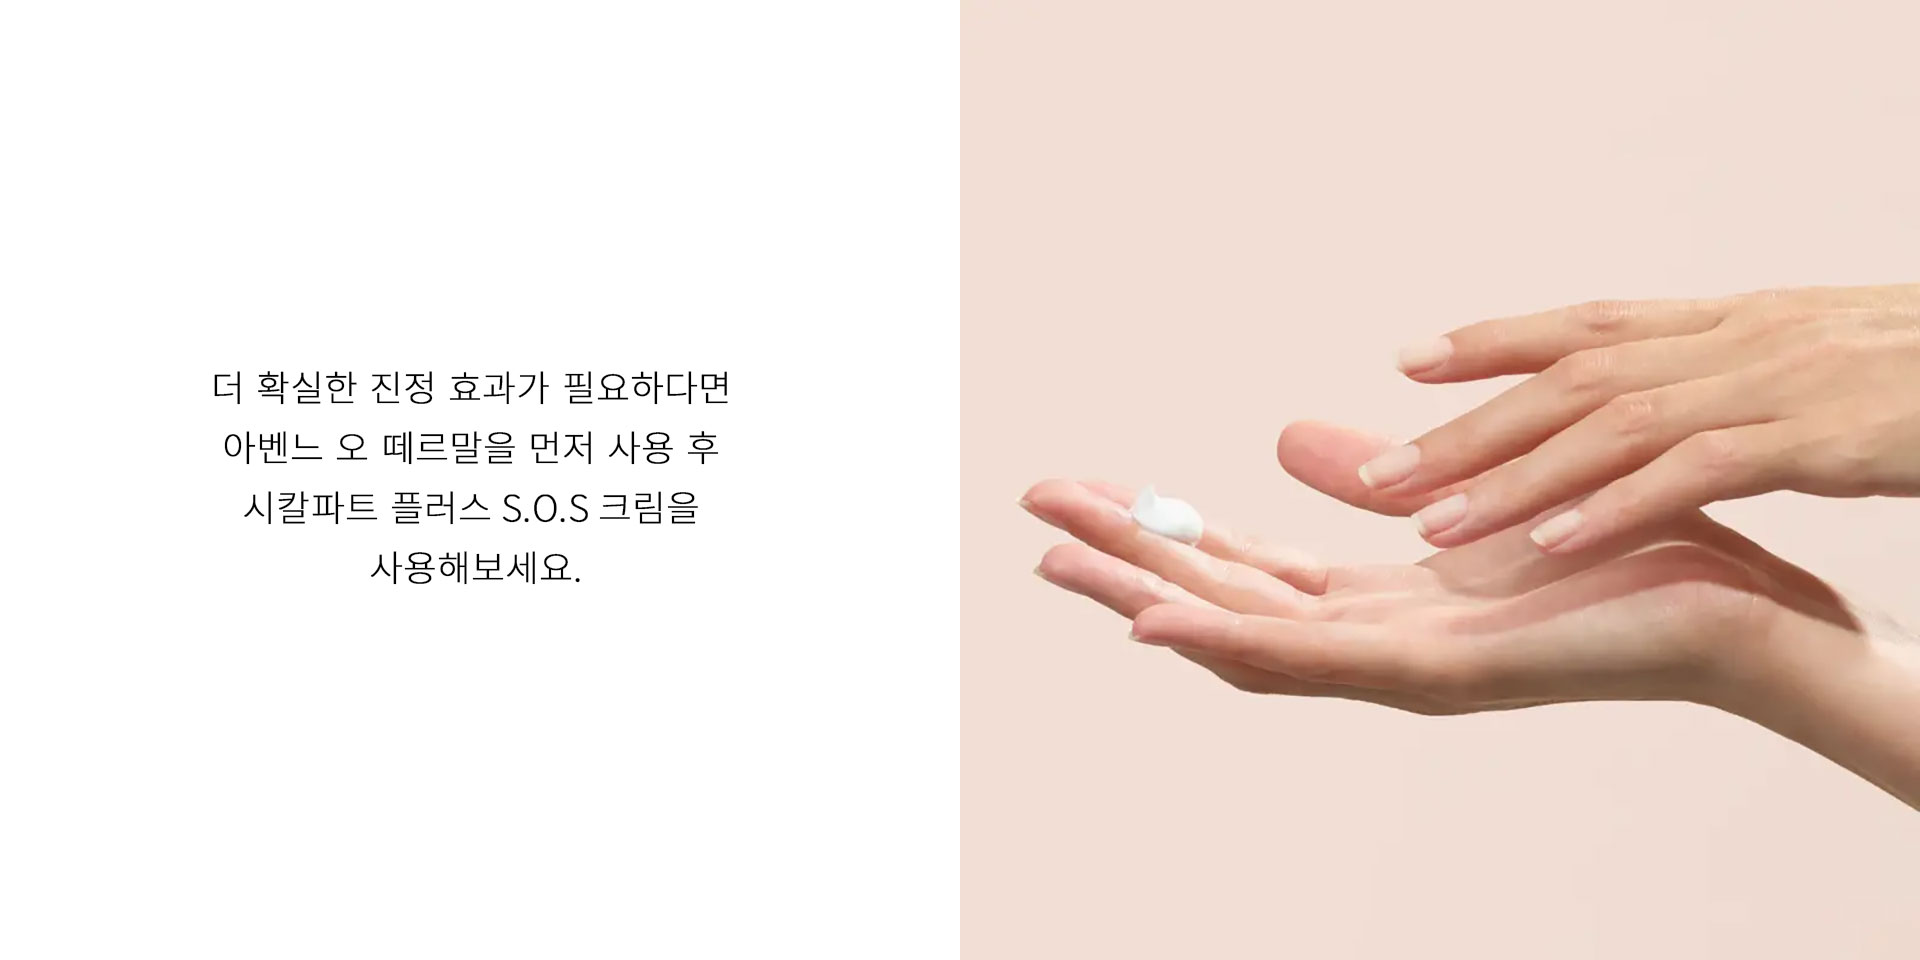 더 확실한 진정 효과가 필요하다면
아벤느 오 떼르말을 먼저 사용 후
시칼파트 플러스 S.O.S 크림을
사용해보세요.